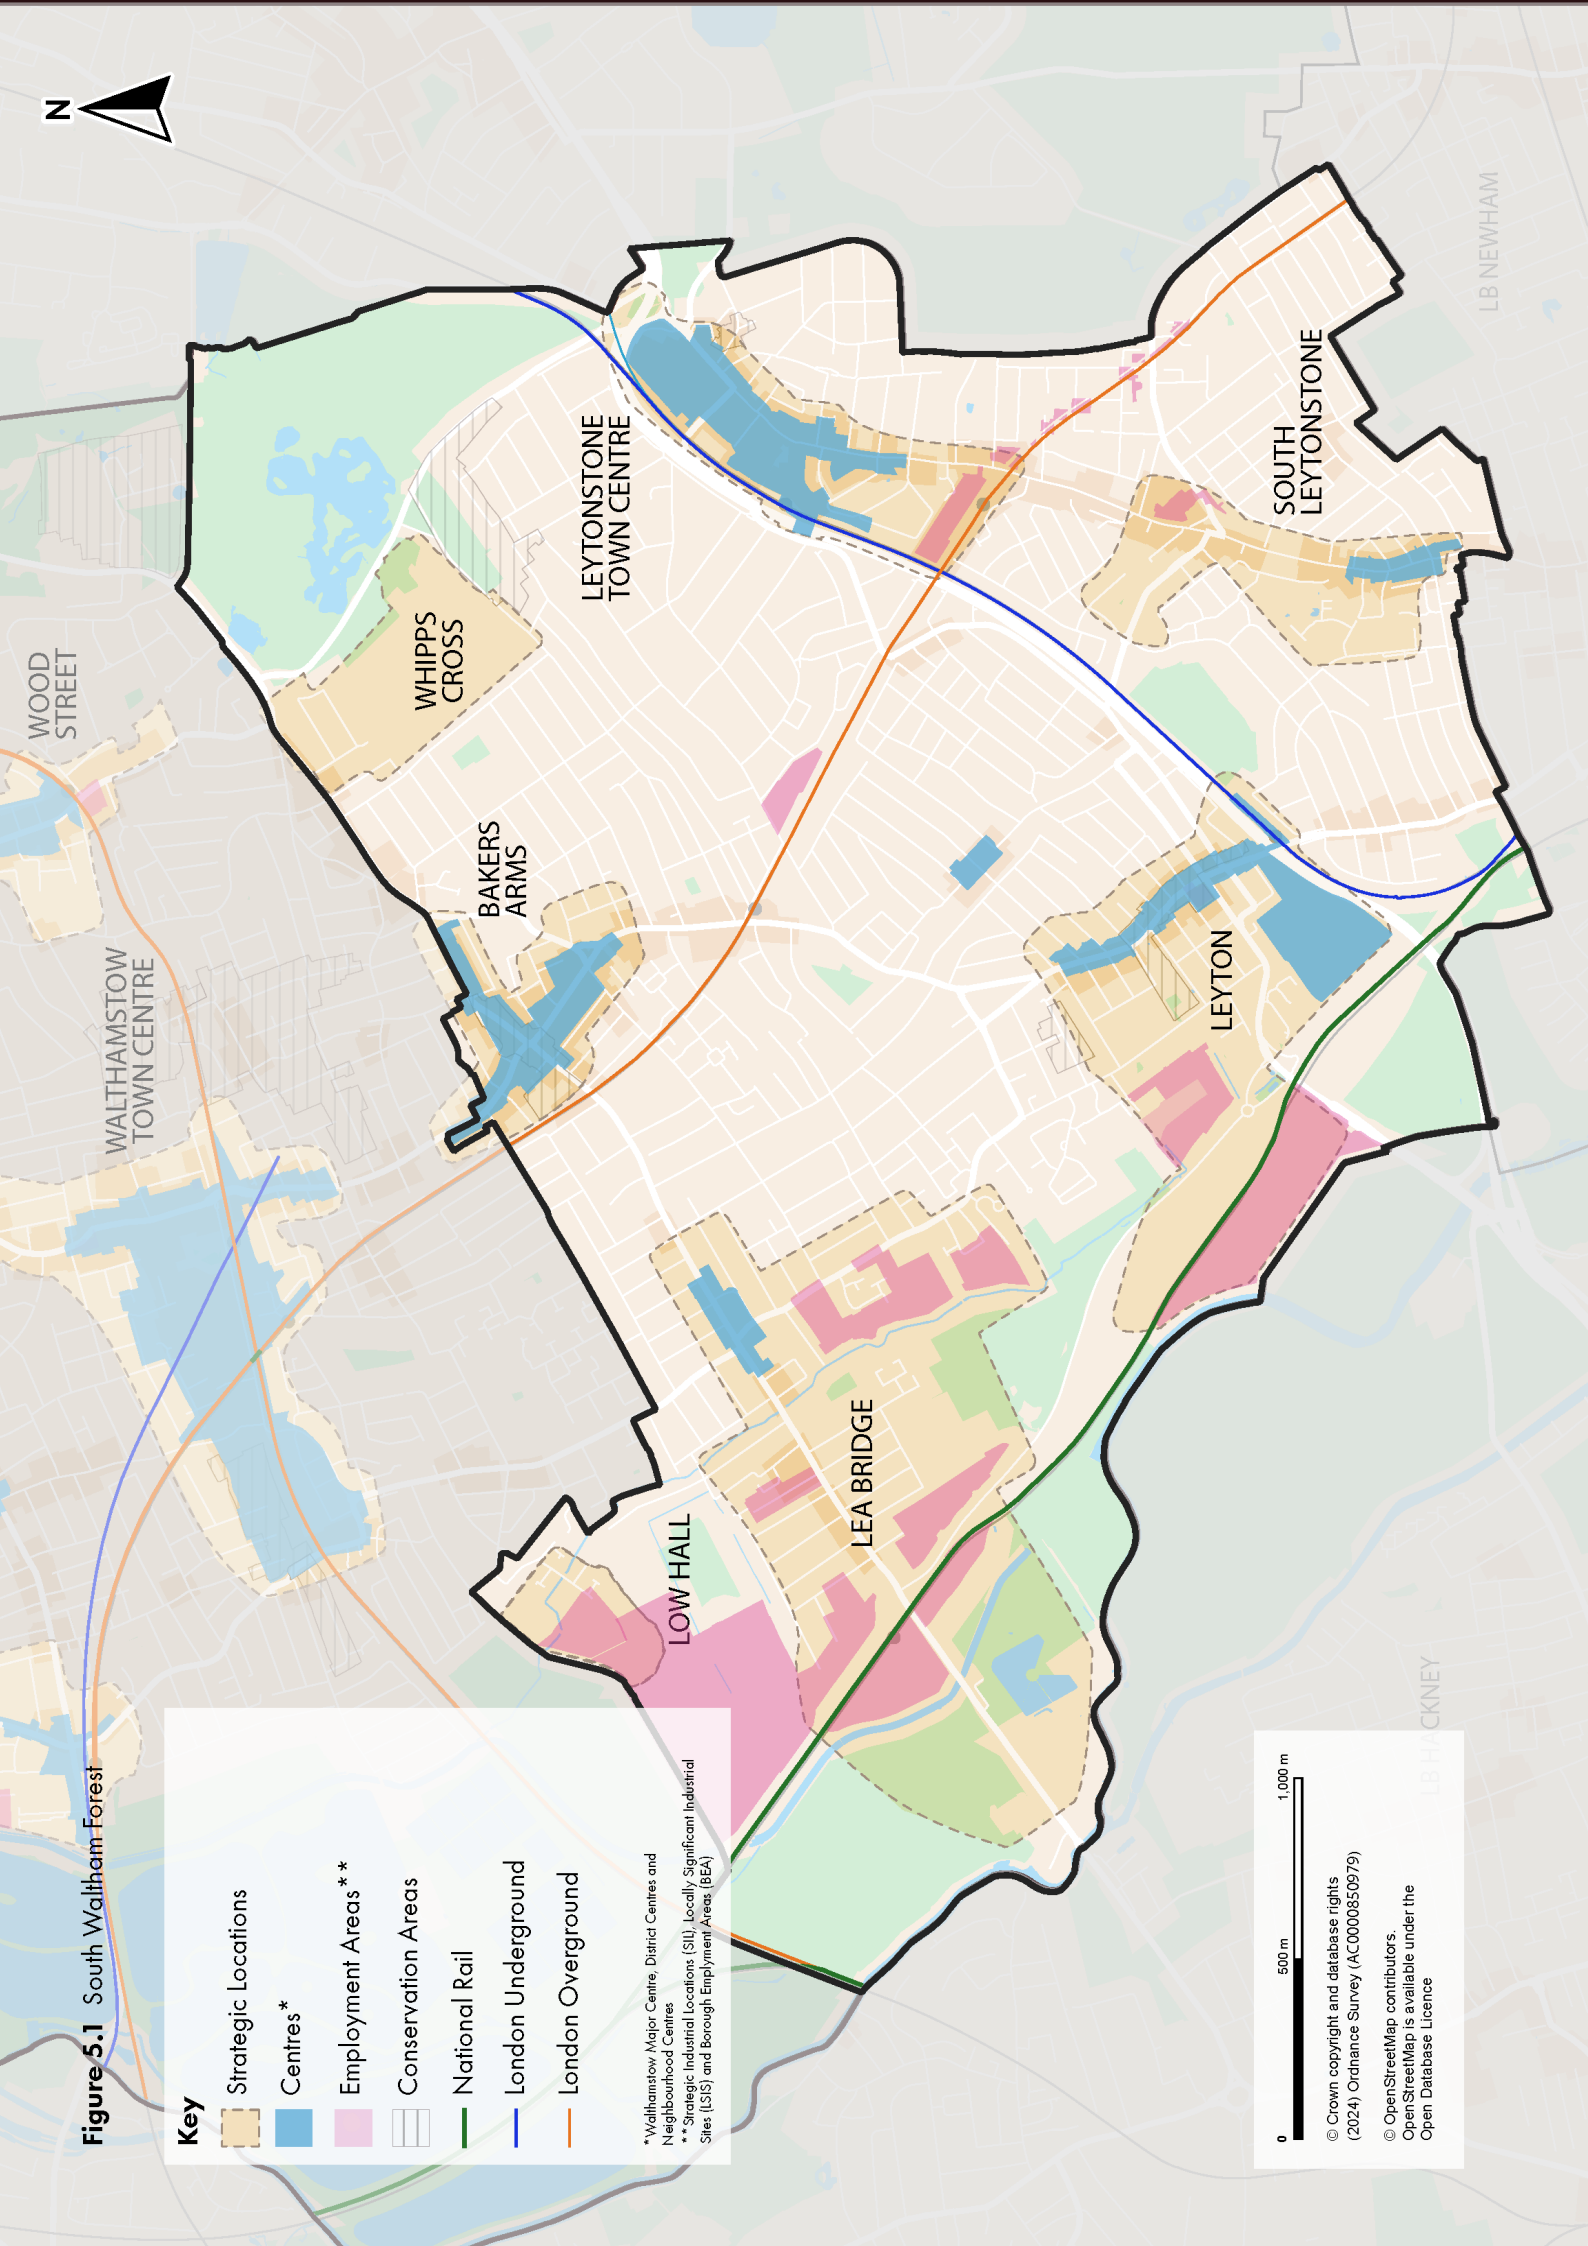 Figure 5.1 South Waltham Forest
Key
Strategic Locations
Centres*
Employment Areas**
Conservation Areas
National Rail
London Underground
London Overground
*Walthamstow Major Centre, District Centres and
Neighbourhood Centres
**Strategic Industrial Locations (SIL), Locally Significant Industrial
Sites (LSIS) and Borough Emplyment Areas (BEA)
N
WOOD
STREET
WALTHAMSTOW
TOWN CENTRE
WHIPPS
CROSS
BAKERS
ARMS
LEYTONSTONE
TOWN CENTRE
LOW HALL
LEA BRIDGE
LEYTON
SOUTH
LEYTONSTONE
LB NEWHAM
LB HACKNEY
0
500 m
1,000 m
© Crown copyright and database rights
(2024) Ordnance Survey (AC0000850979)
© OpenStreetMap contributors.
OpenStreetMap is available under the
Open Database Licence